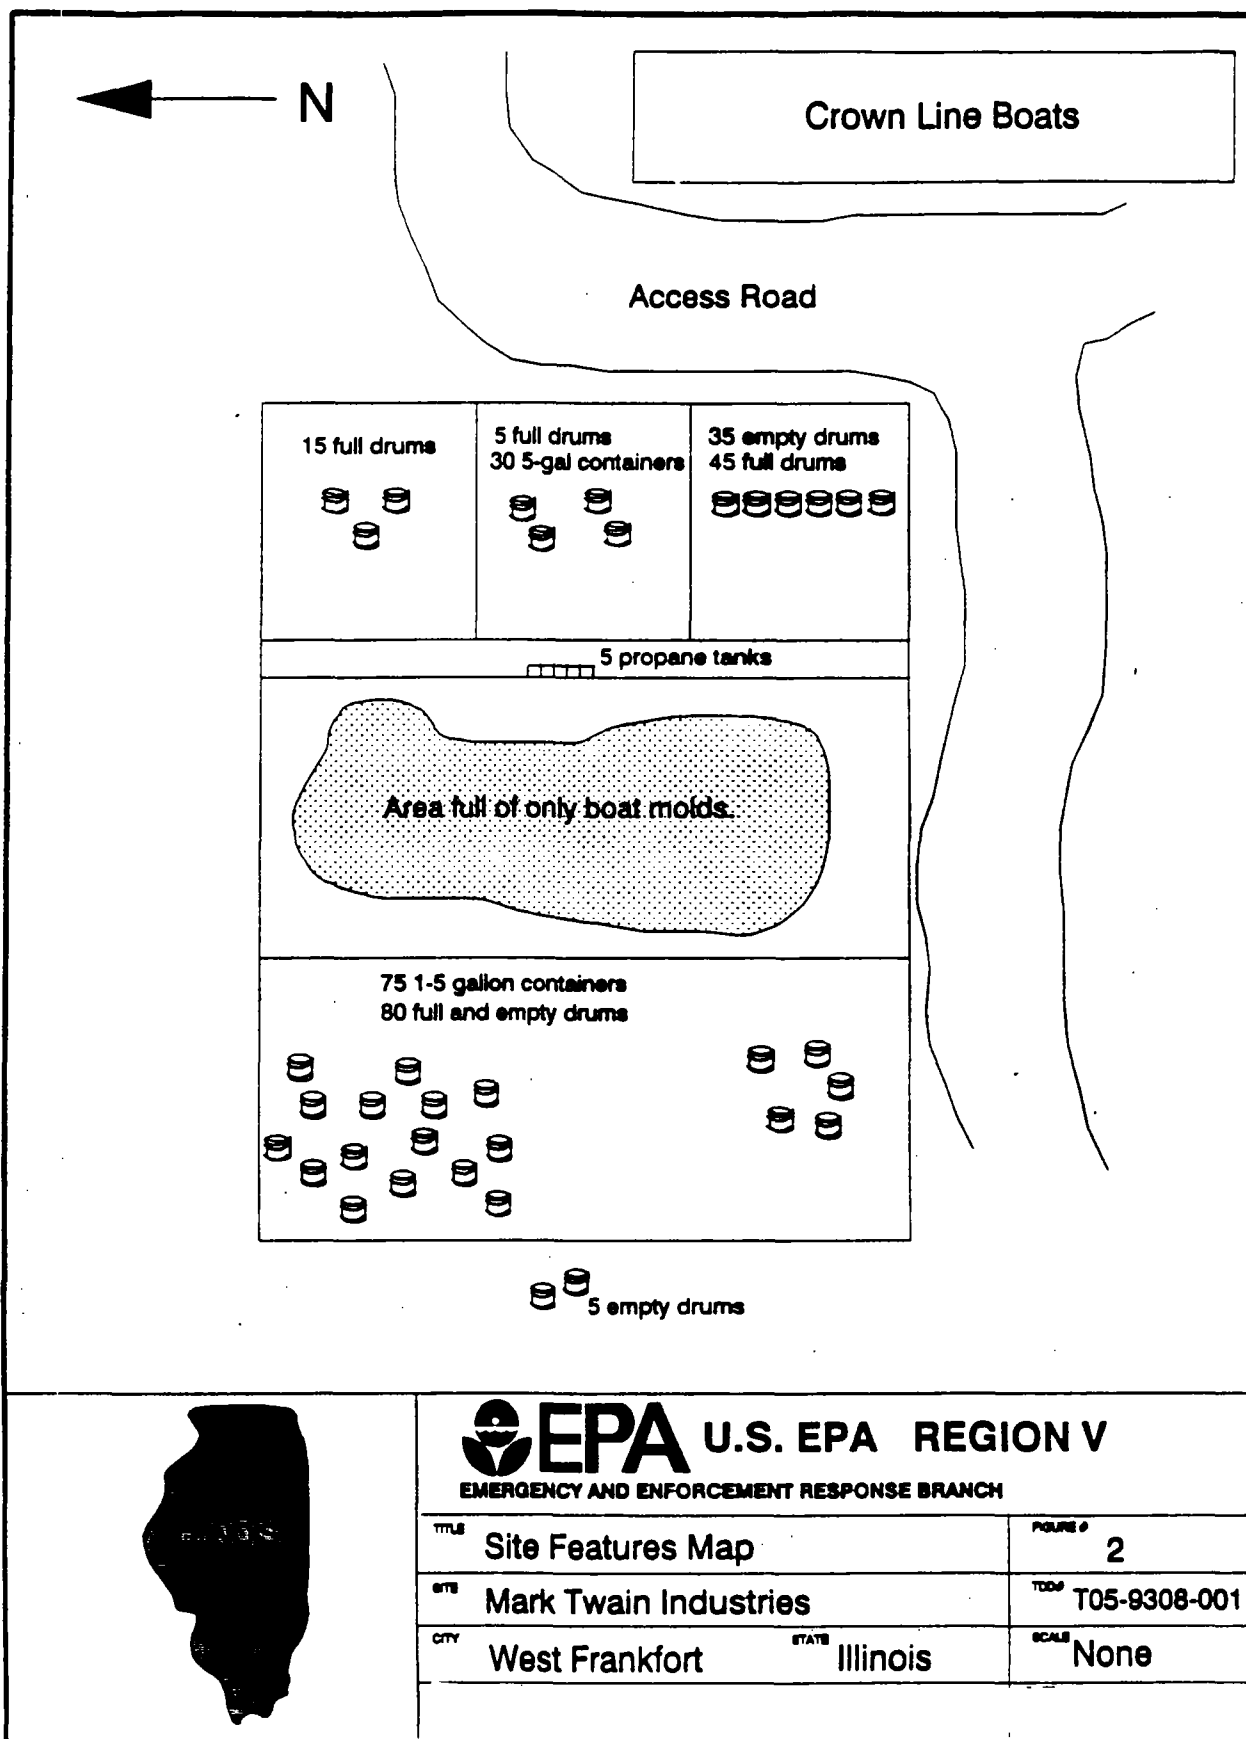 N
Crown Line Boats
Access Road
15 full drums
5 full drums
30 5-gal containers
35 empty drums
45 full drums
5 propane tanks
Area full of only boat molds.
75 1-5 gallon containers
80 full and empty drums
5 empty drums
EPA U.S. EPA REGION V
EMERGENCY AND ENFORCEMENT RESPONSE BRANCH
TITLE Site Features Map
FIGURE # 2
SITE Mark Twain Industries
TDD# T05-9308-001
CITY West Frankfort STATE Illinois
SCALE None